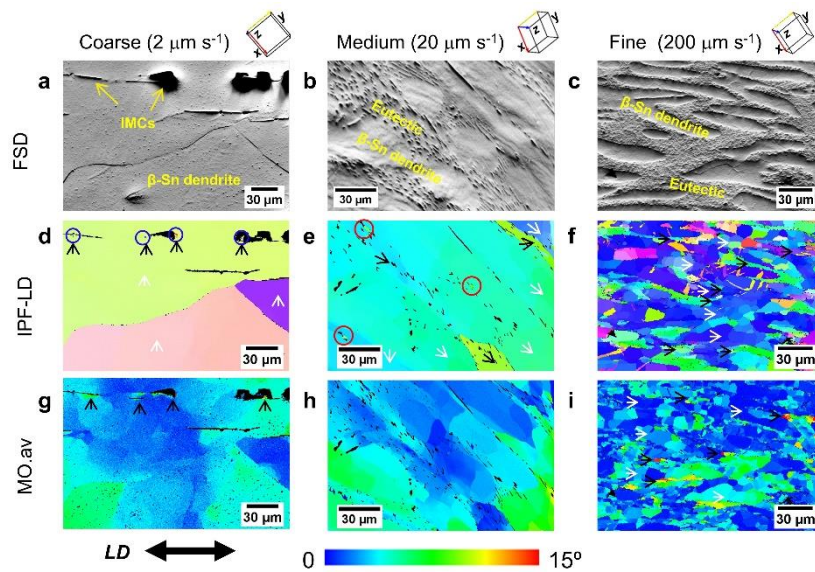 Coarse (2 μm s⁻¹)
x
z
y
Medium (20 μm s⁻¹)
x
z
y
Fine (200 μm s⁻¹)
x
z
y
FSD
a
IMCs
β-Sn dendrite
30 μm
b
Eutectic
β-Sn dendrite
30 μm
c
β-Sn dendrite
Eutectic
30 μm
IPF-LD
d
30 μm
e
30 μm
f
30 μm
MO.av
g
30 μm
h
30 μm
i
30 μm
LD
0
15º